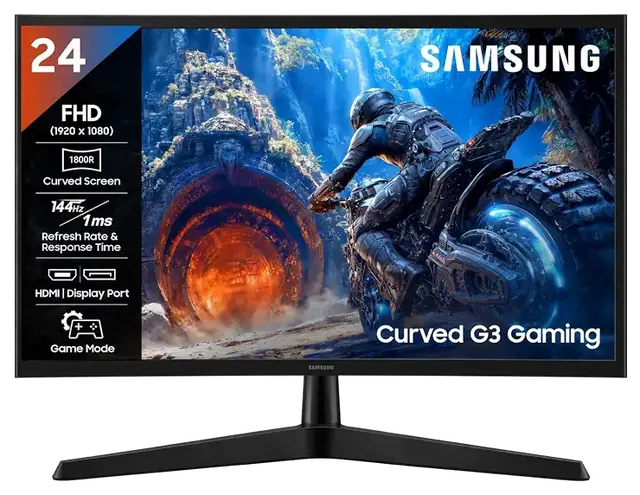 24
SAMSUNG
FHD
(1920 x 1080)
1800R
Curved Screen
144Hz/1ms
Refresh Rate &
Response Time
HDMI | Display Port
Game Mode
Curved G3 Gaming
SAMSUNG